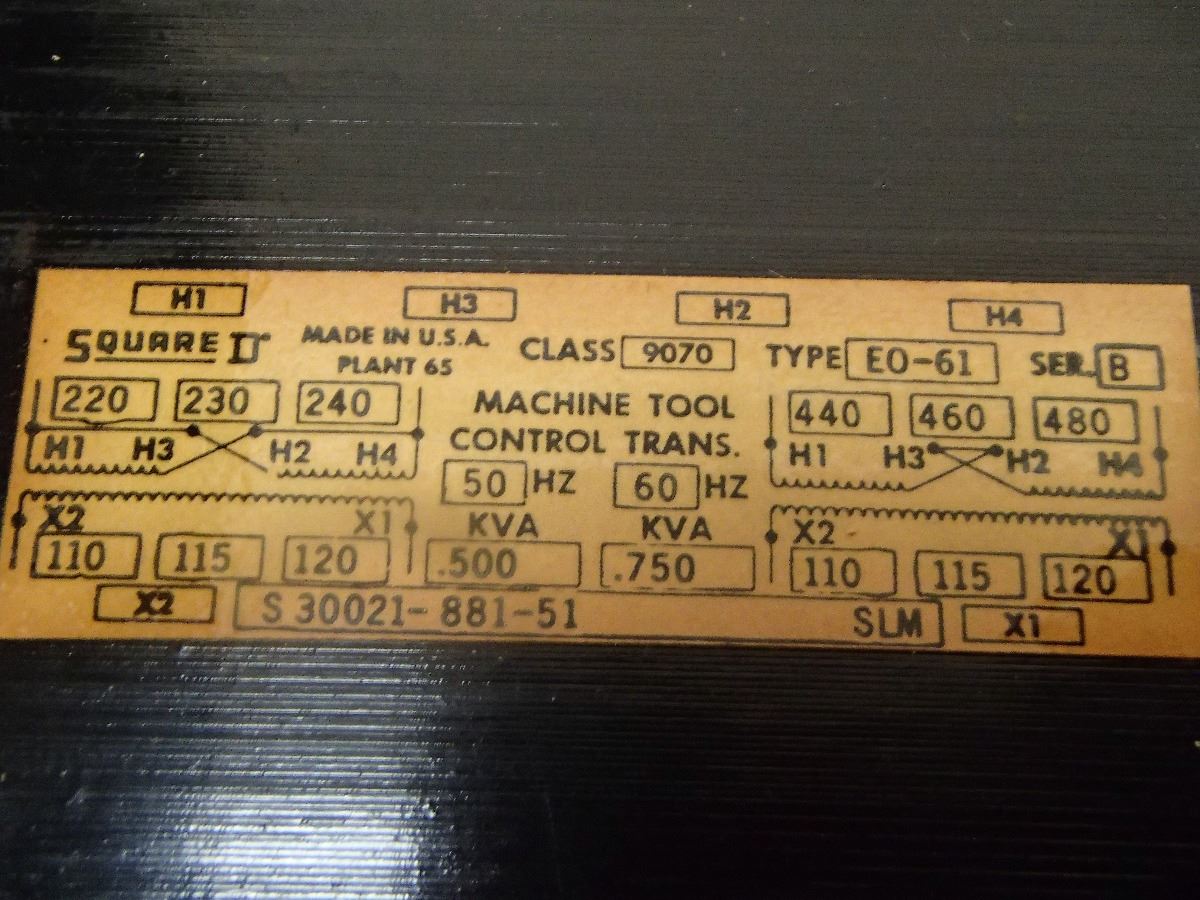 H1 H3 H2 H4
SQUARE D MADE IN U.S.A. CLASS 9070 TYPE EO-61 SER. B
PLANT 65
220 230 240 MACHINE TOOL 440 460 480
H1 H3 H2 H4 CONTROL TRANS. H1 H3 H2 H4
50 HZ 60 HZ
X2 X1 KVA KVA X2 X1
110 115 120 .500 .750 110 115 120
X2 S 30021-881-51 SLM X1